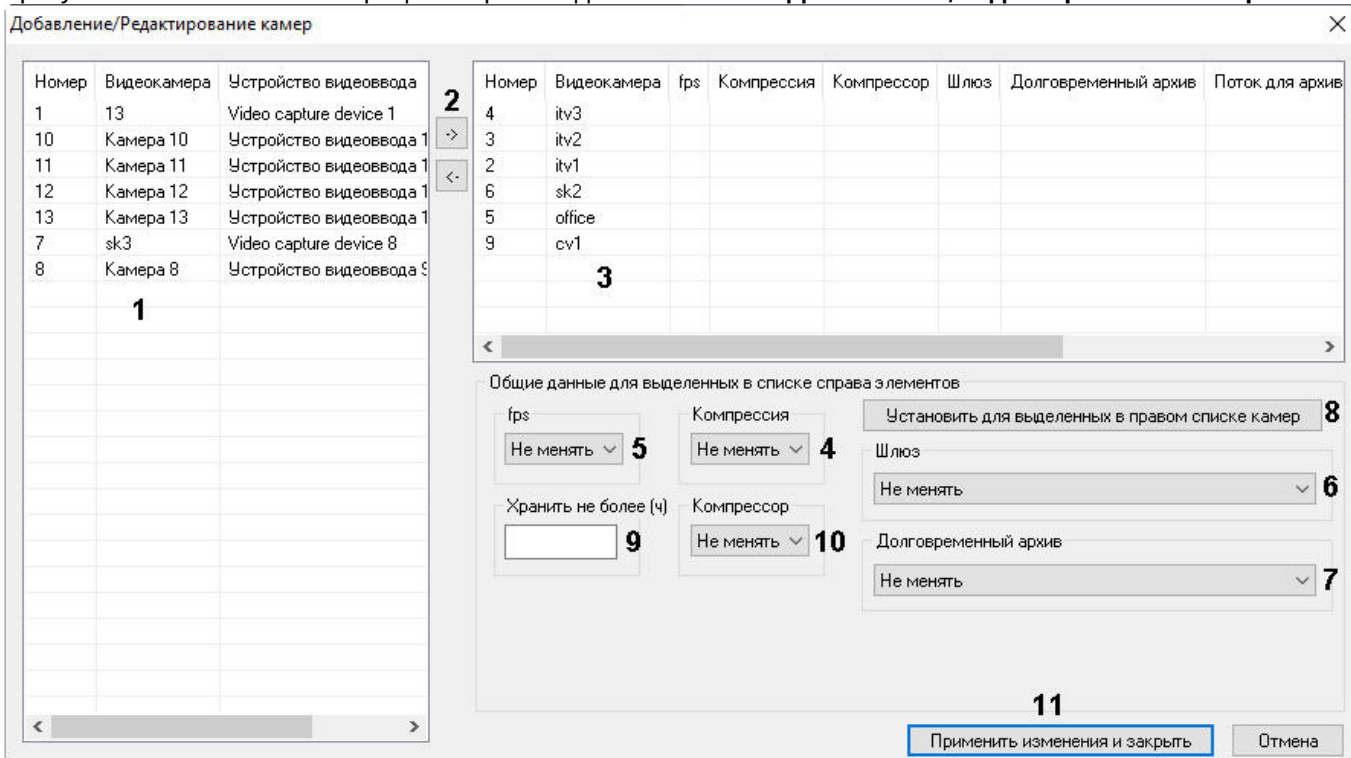 Добавление/Редактирование камер
Номер Видеокамера Устройство видеоввода
1 13 Video capture device 1
10 Камера 10 Устройство видеоввода 1
11 Камера 11 Устройство видеоввода 1
12 Камера 12 Устройство видеоввода 1
13 Камера 13 Устройство видеоввода 1
7 sk3 Video capture device 8
8 Камера 8 Устройство видеоввода 9
1
2
->
<-
Номер Видеокамера fps Компрессия Компрессор Шлюз Долговременный архив Поток для архив
4 itv3
3 itv2
2 itv1
6 sk2
5 office
9 cv1
3
Общие данные для выделенных в списке справа элементов
fps Компрессия Установить для выделенных в правом списке камер 8
Не менять 5 Не менять 4 Шлюз
Не менять 6
Хранить не более (ч) Компрессор
9 Не менять 10 Долговременный архив
Не менять 7
11
Применить изменения и закрыть Отмена